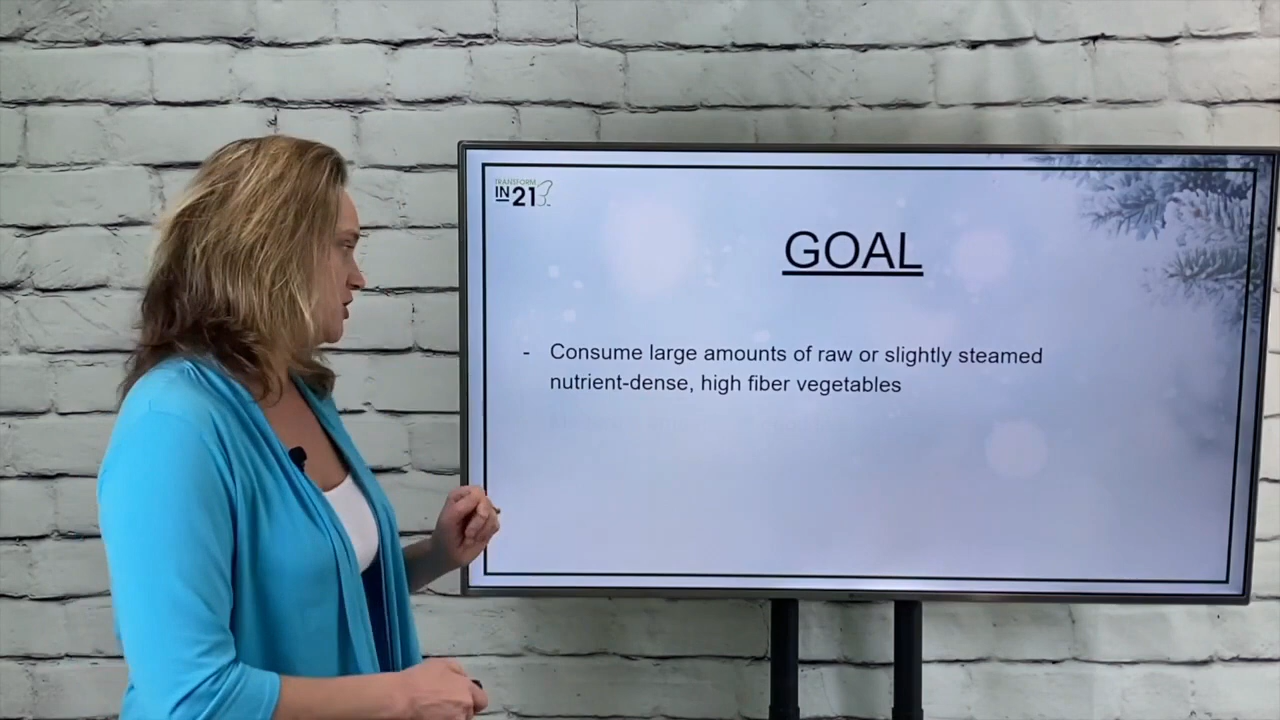 TRANSFORM
IN 21
GOAL
- Consume large amounts of raw or slightly steamed
nutrient-dense, high fiber vegetables